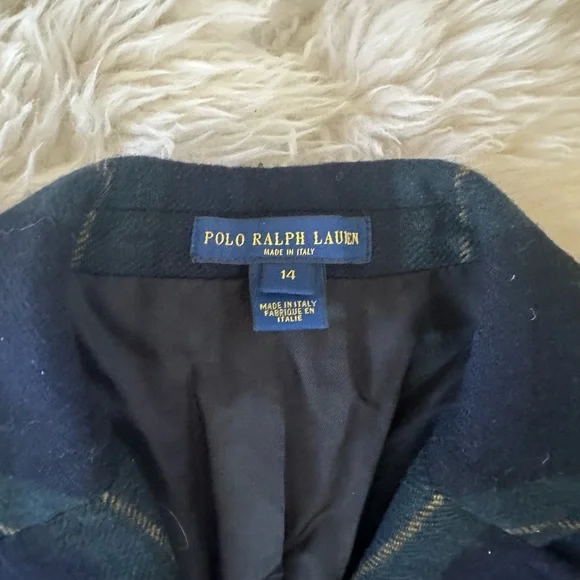 POLO RALPH LAUREN
MADE IN ITALY
14
MADE IN ITALY
FABRIQUE EN
ITALIE